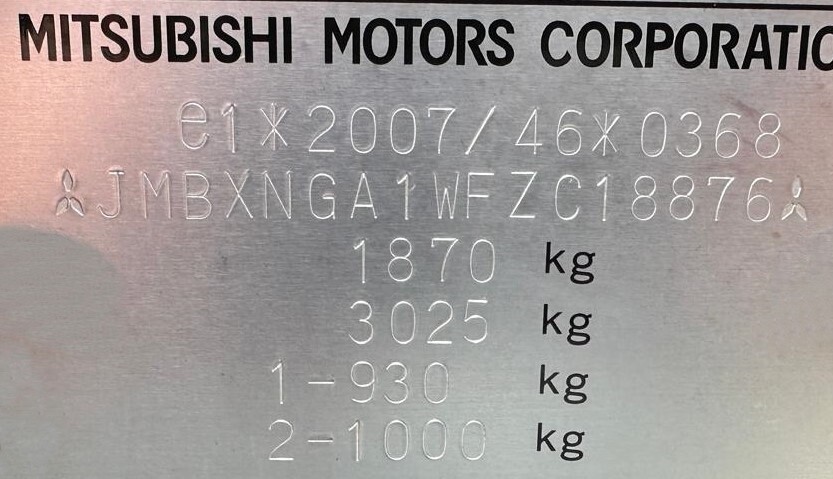 MITSUBISHI MOTORS CORPORATIO
e1*2007/46*0368
JMBXNGA1WFZC18876
1870 kg
3025 kg
1-930 kg
2-1000 kg